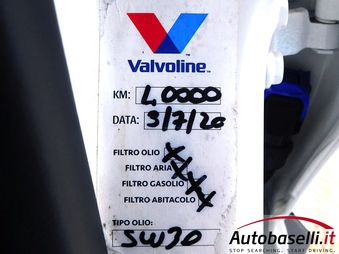 Valvoline™
KM: 40000
DATA: 3/7/20
FILTRO OLIO X
FILTRO ARIA X
FILTRO GASOLIO X
FILTRO ABITACOLO X
TIPO OLIO:
5W30
Autobaselli.it
STOP SEARCHING. START DRIVING.